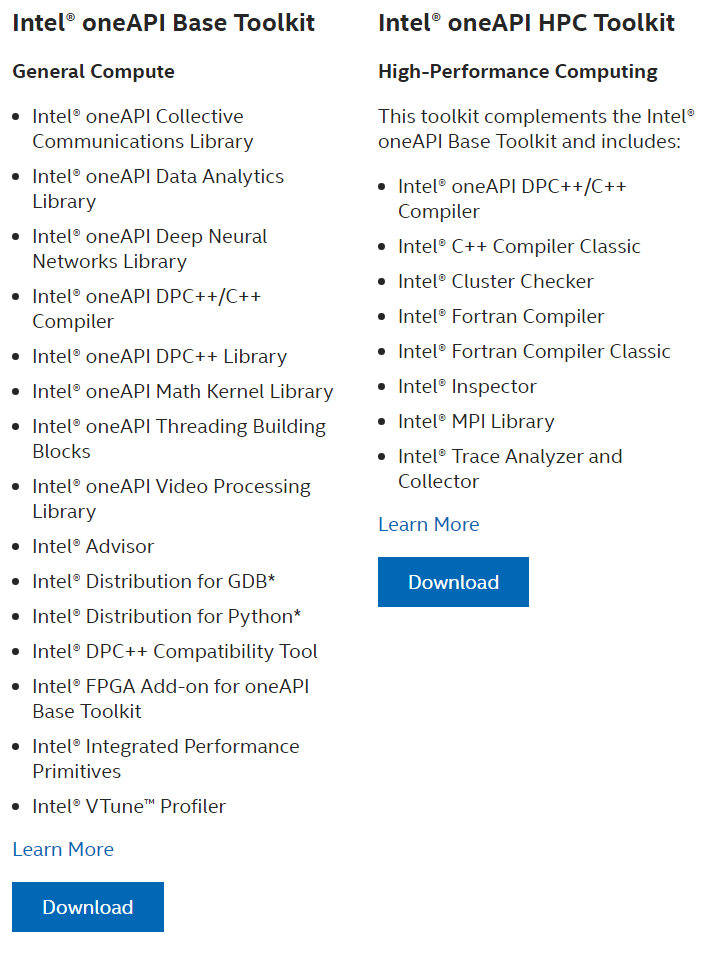 Intel® oneAPI Base Toolkit
General Compute
• Intel® oneAPI Collective
Communications Library
• Intel® oneAPI Data Analytics
Library
• Intel® oneAPI Deep Neural
Networks Library
• Intel® oneAPI DPC++/C++
Compiler
• Intel® oneAPI DPC++ Library
• Intel® oneAPI Math Kernel Library
• Intel® oneAPI Threading Building
Blocks
• Intel® oneAPI Video Processing
Library
• Intel® Advisor
• Intel® Distribution for GDB*
• Intel® Distribution for Python*
• Intel® DPC++ Compatibility Tool
• Intel® FPGA Add-on for oneAPI
Base Toolkit
• Intel® Integrated Performance
Primitives
• Intel® VTune™ Profiler
Learn More
Download
Intel® oneAPI HPC Toolkit
High-Performance Computing
This toolkit complements the Intel®
oneAPI Base Toolkit and includes:
• Intel® oneAPI DPC++/C++
Compiler
• Intel® C++ Compiler Classic
• Intel® Cluster Checker
• Intel® Fortran Compiler
• Intel® Fortran Compiler Classic
• Intel® Inspector
• Intel® MPI Library
• Intel® Trace Analyzer and
Collector
Learn More
Download